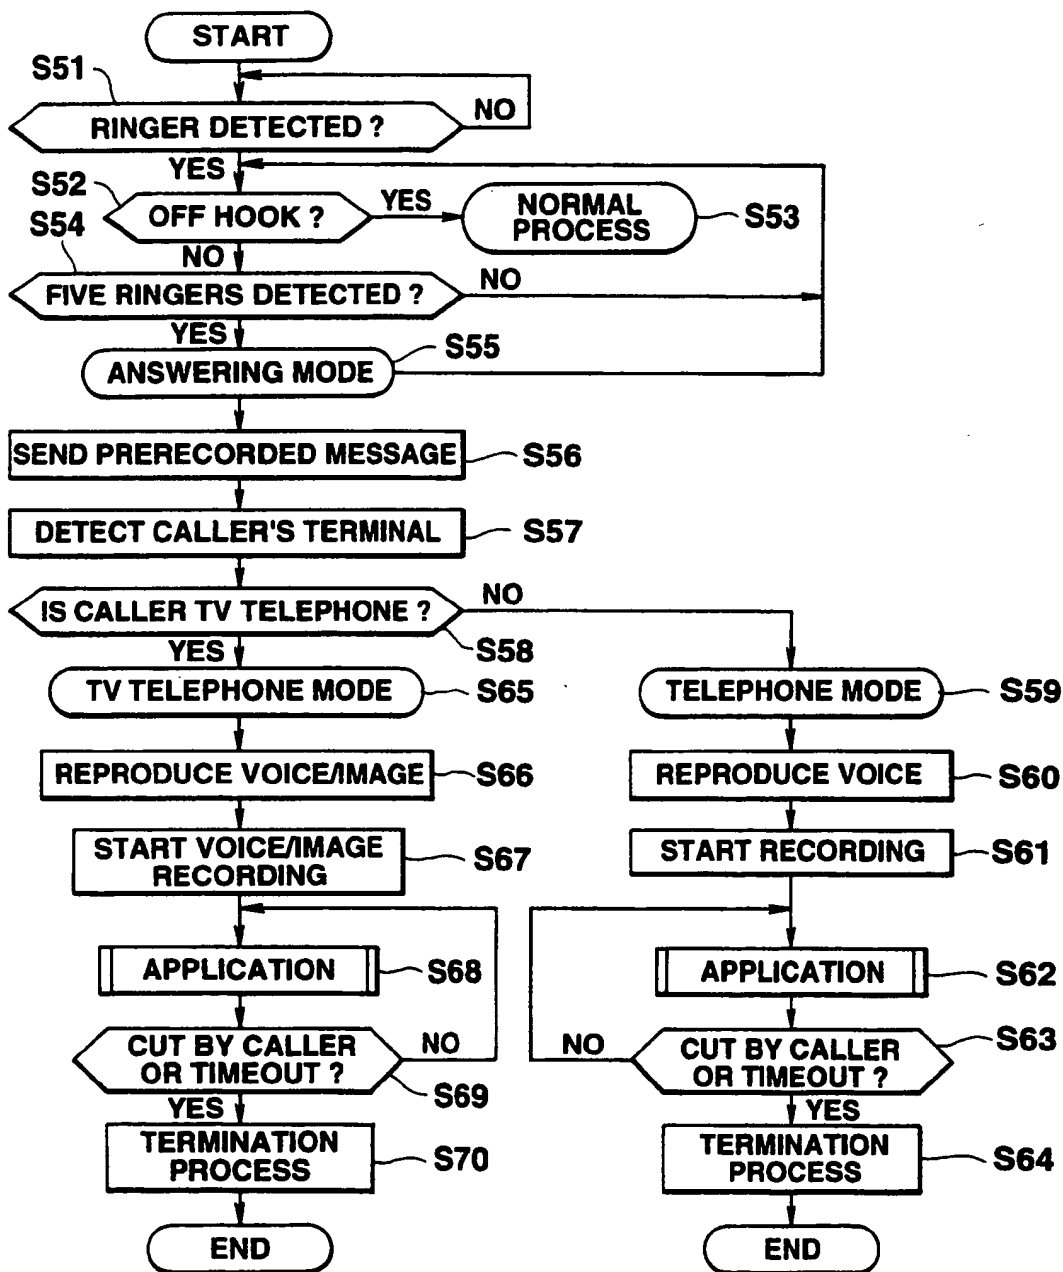 START
S51
NO
RINGER DETECTED ?
YES
S52
OFF HOOK ?
YES
NORMAL
PROCESS
S53
S54
NO
FIVE RINGERS DETECTED ?
NO
YES
S55
ANSWERING MODE
SEND PRERECORDED MESSAGE
S56
DETECT CALLER'S TERMINAL
S57
IS CALLER TV TELEPHONE ?
NO
S58
YES
TV TELEPHONE MODE
S65
REPRODUCE VOICE/IMAGE
S66
START VOICE/IMAGE
RECORDING
S67
APPLICATION
S68
CUT BY CALLER
OR TIMEOUT ?
NO
S69
YES
TERMINATION
PROCESS
S70
END
TELEPHONE MODE
S59
REPRODUCE VOICE
S60
START RECORDING
S61
APPLICATION
S62
NO
CUT BY CALLER
OR TIMEOUT ?
S63
YES
TERMINATION
PROCESS
S64
END